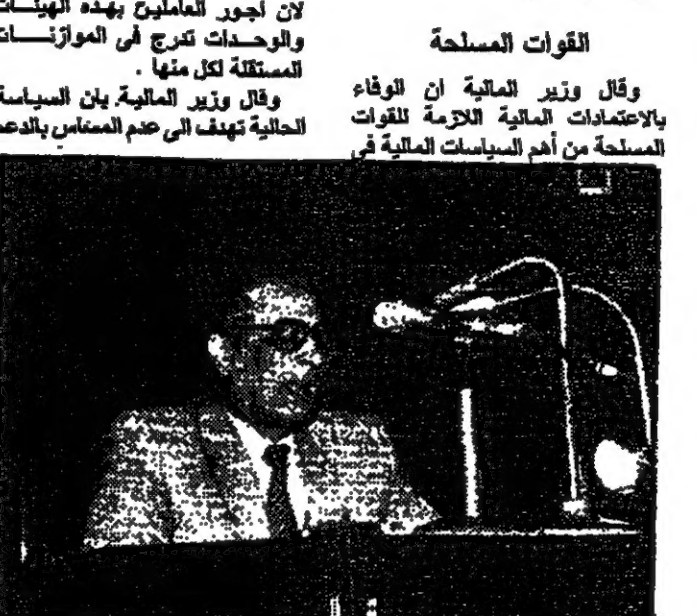 القوات المسلحة
وقال وزير المالية ان الوفاء
بالاعتمادات المالية اللازمة للقوات
المسلحة من أهم السياسات المالية في
لان اجور العاملين بهذه الهيئات
والوحدات تدرج فى الموازنات
المستقلة لكل منها .
وقال وزير المالية بان السياسة
الحالية تهدف الى عدم المساس بالدعم